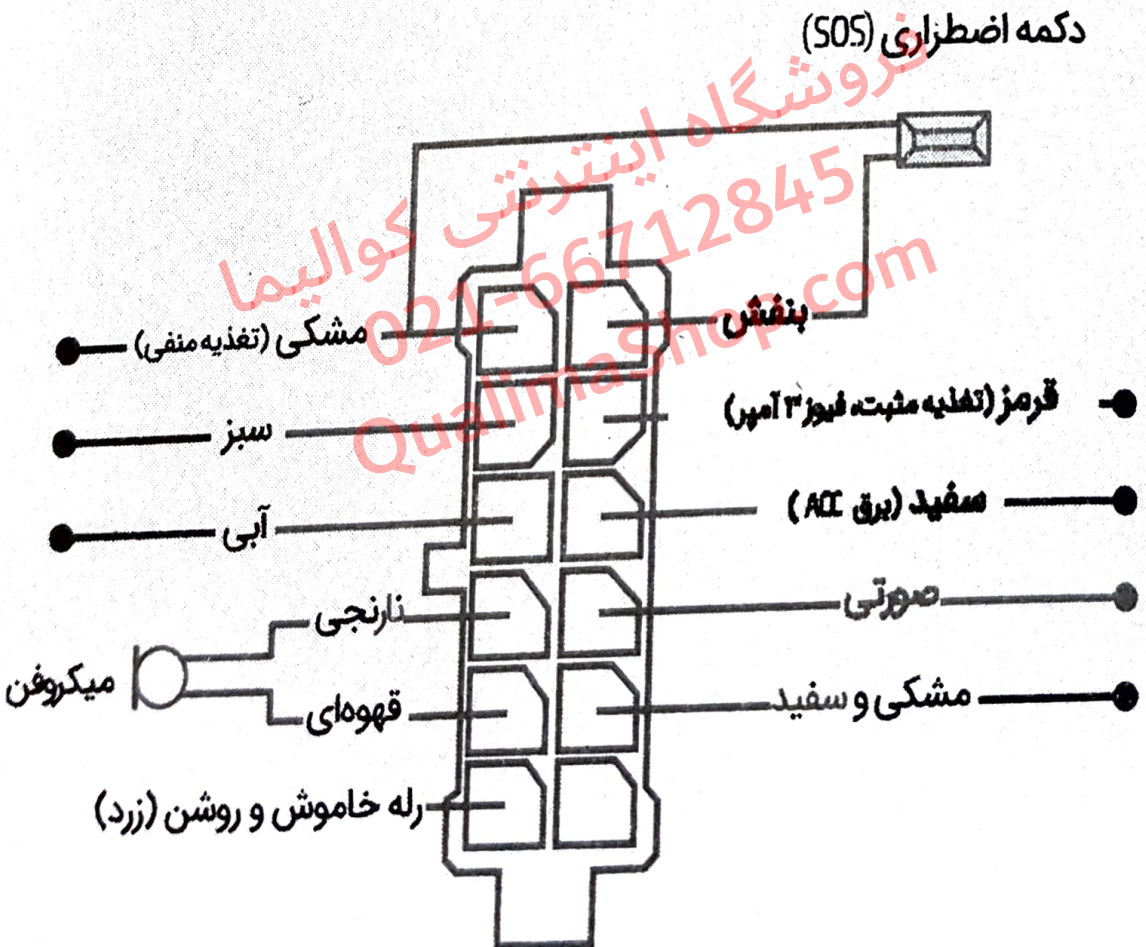 دکمه اضطراری (SOS)
فروشگاه اینترنتی کوالیما
021-66712845
QualimaShop.com
بنفش
مشکی (تغذیه منفی)
قرمز (تغذیه مثبت، فیوز ۳ آمپر)
سبز
سفید (برق ACC)
آبی
صورتی
نارنجی
میکروفن
قهوه‌ای
مشکی و سفید
رله خاموش و روشن (زرد)